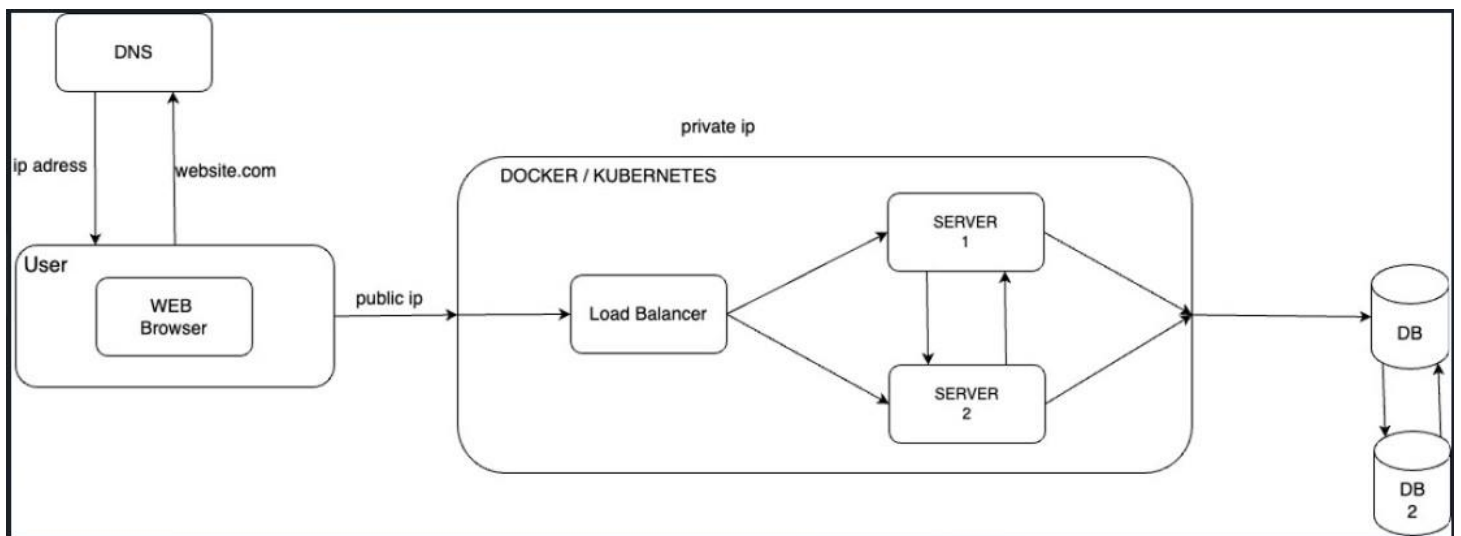 DNS
private ip
ip adress
website.com
DOCKER / KUBERNETES
User
WEB
Browser
public ip
Load Balancer
SERVER
1
SERVER
2
DB
DB
2